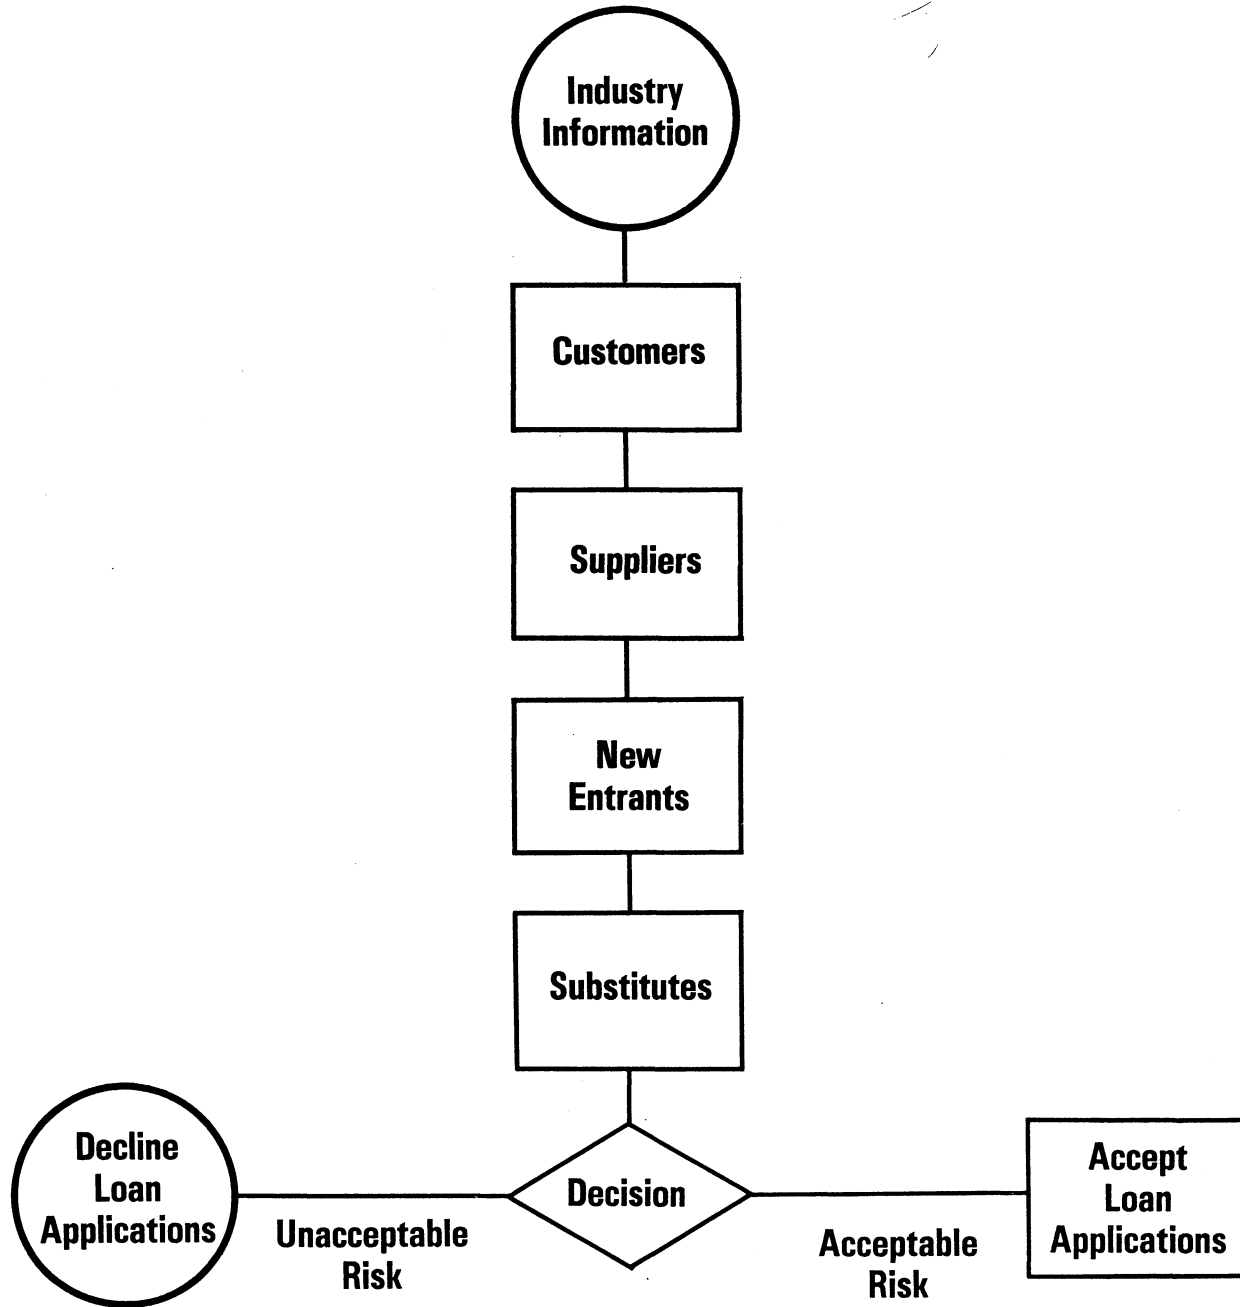 Industry
Information
Customers
Suppliers
New
Entrants
Substitutes
Decision
Decline
Loan
Applications
Unacceptable
Risk
Acceptable
Risk
Accept
Loan
Applications